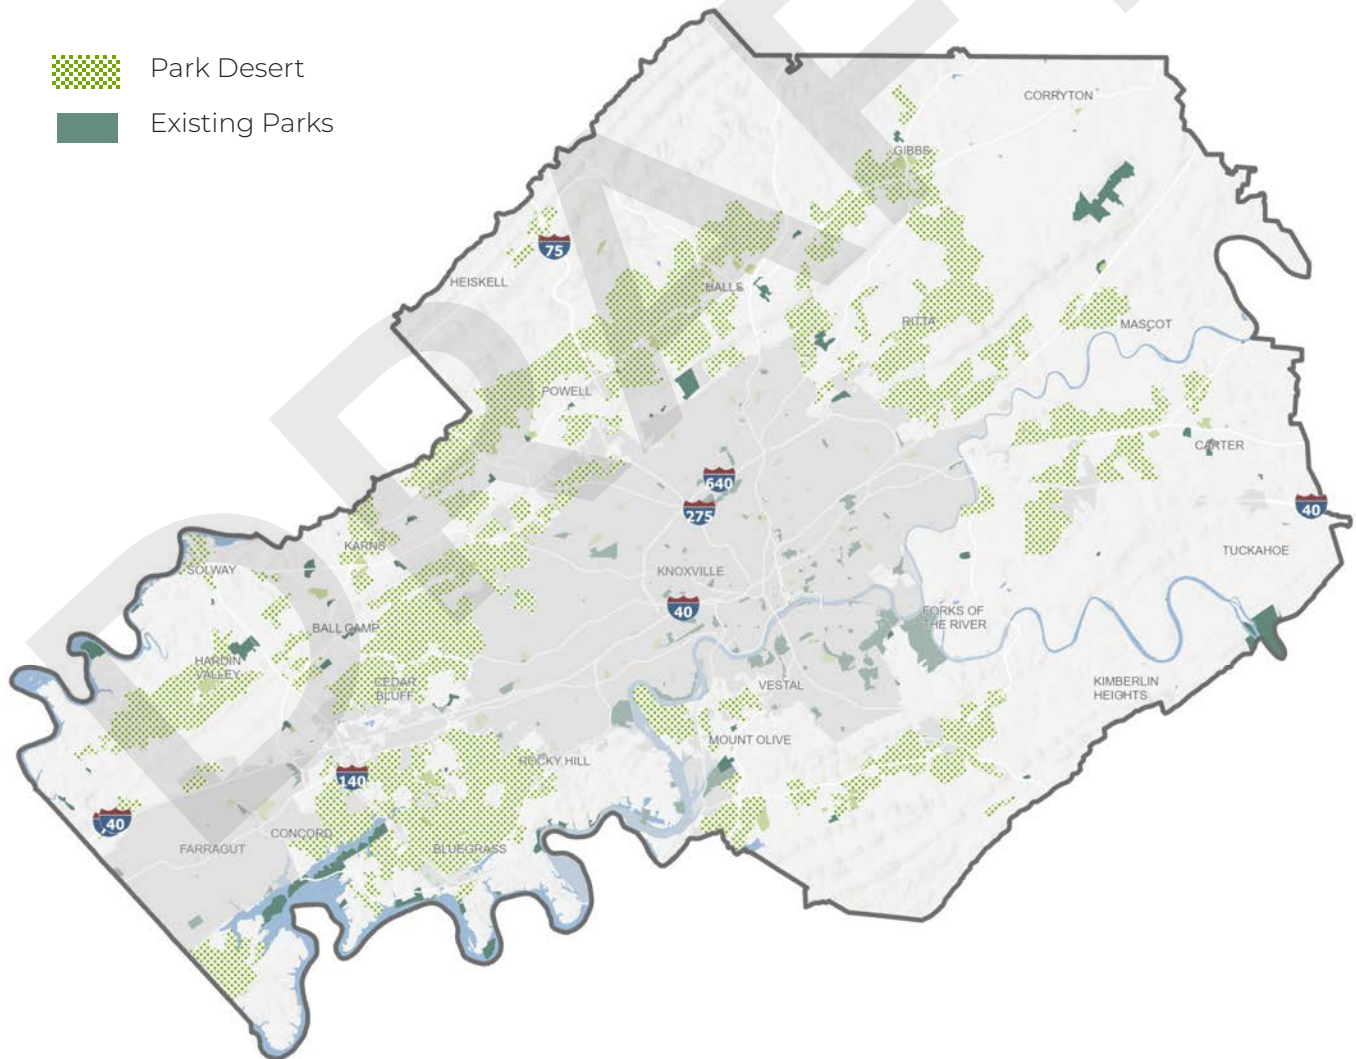 DRAFT
Park Desert
Existing Parks
CORRYTON
GIBBS
75
HEISKELL
HALLS
RITTA
MASCOT
POWELL
CARTER
640
275
40
KARNS
TUCKAHOE
SOLWAY
KNOXVILLE
40
FORKS OF
THE RIVER
BALL CAMP
HARDIN
VALLEY
CEDAR
BLUFF
VESTAL
KIMBERLIN
HEIGHTS
MOUNT OLIVE
ROCKY HILL
140
40
CONCORD
FARRAGUT
BLUEGRASS